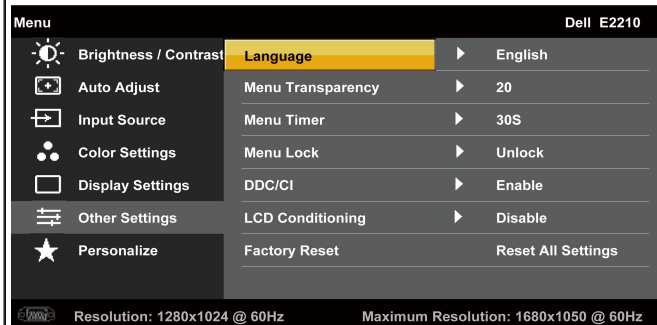 Menu Dell E2210
Brightness / Contrast Language English
Auto Adjust Menu Transparency 20
Input Source Menu Timer 30S
Color Settings Menu Lock Unlock
Display Settings DDC/CI Enable
Other Settings LCD Conditioning Disable
Personalize Factory Reset Reset All Settings
Resolution: 1280x1024 @ 60Hz Maximum Resolution: 1680x1050 @ 60Hz